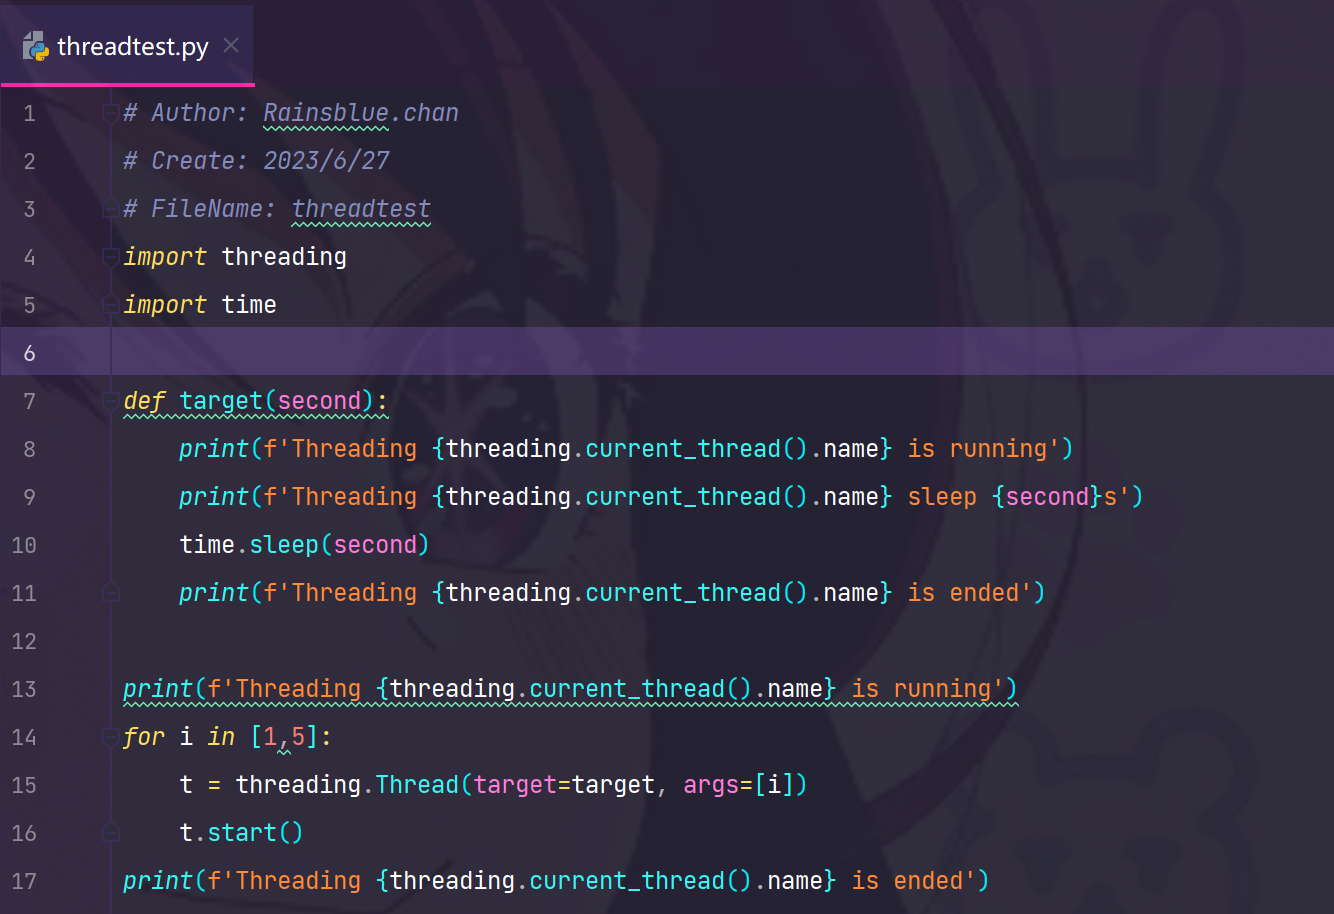 threadtest.py
1 # Author: Rainsblue.chan
2 # Create: 2023/6/27
3 # FileName: threadtest
4 import threading
5 import time
6
7 def target(second):
8     print(f'Threading {threading.current_thread().name} is running')
9     print(f'Threading {threading.current_thread().name} sleep {second}s')
10     time.sleep(second)
11     print(f'Threading {threading.current_thread().name} is ended')
12
13 print(f'Threading {threading.current_thread().name} is running')
14 for i in [1,5]:
15     t = threading.Thread(target=target, args=[i])
16     t.start()
17 print(f'Threading {threading.current_thread().name} is ended')